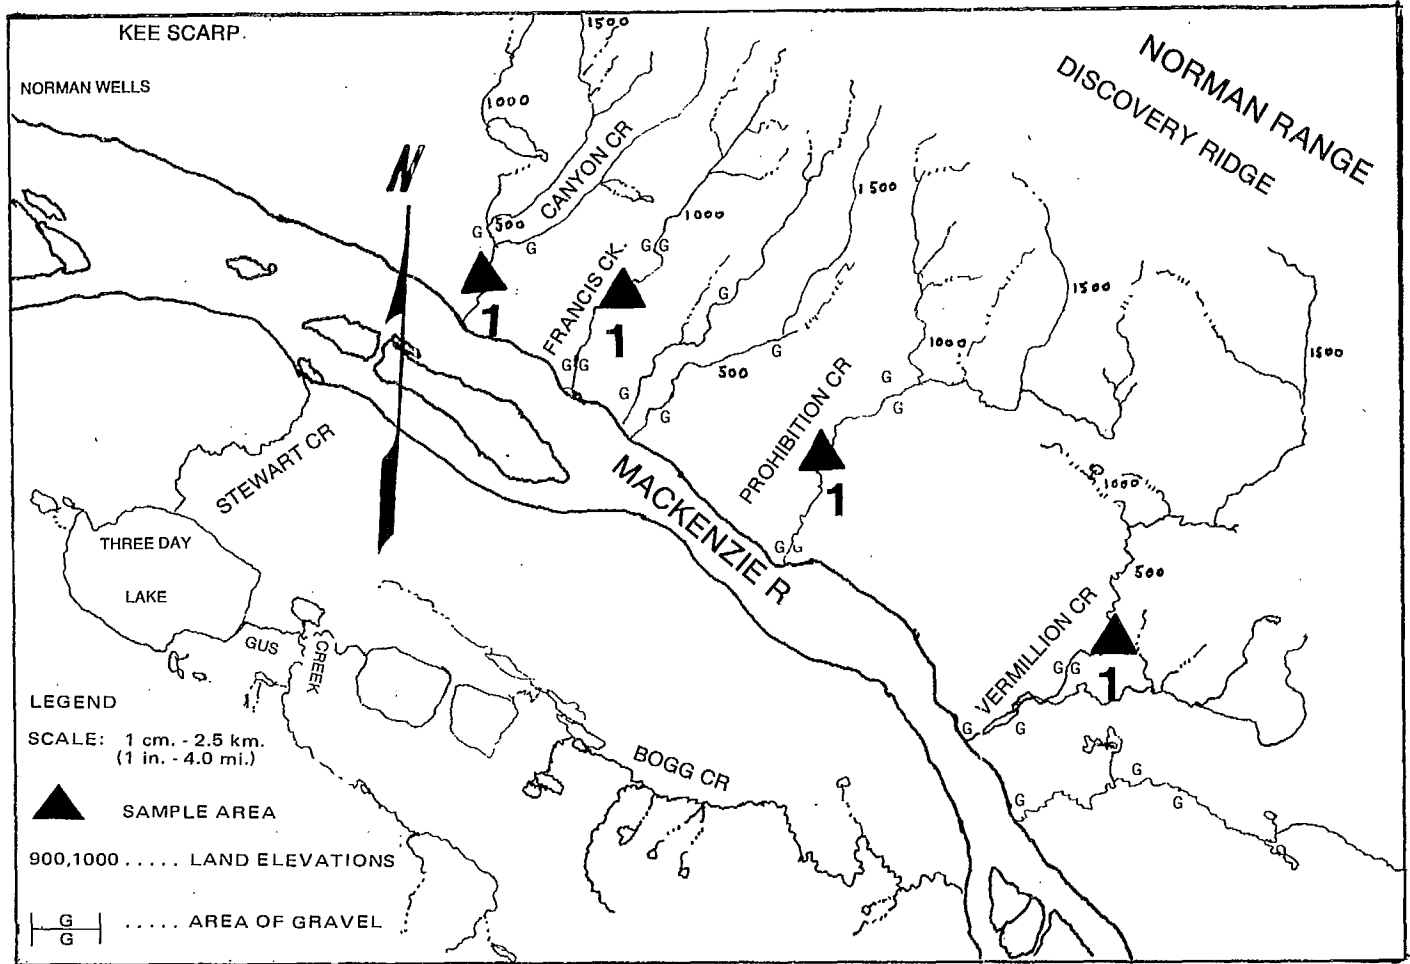 KEE SCARP.
NORMAN WELLS
NORMAN RANGE
DISCOVERY RIDGE
1500
1000
CANYON CR
N
G
500
G
1
FRANCIS CK.
1000
G G
1
G G
G
G
G
G
500
1500
PROHIBITION CR
G
G
1000
1500
1500
1
G G
MACKENZIE R
STEWART CR
THREE DAY
LAKE
GUS
CREEK
BOGG CR
1000
500
VERMILLION CR
G G
1
G
G
G
G
G
LEGEND
SCALE: 1 cm. - 2.5 km.
(1 in. - 4.0 mi.)
SAMPLE AREA
900,1000 ..... LAND ELEVATIONS
G
G
..... AREA OF GRAVEL